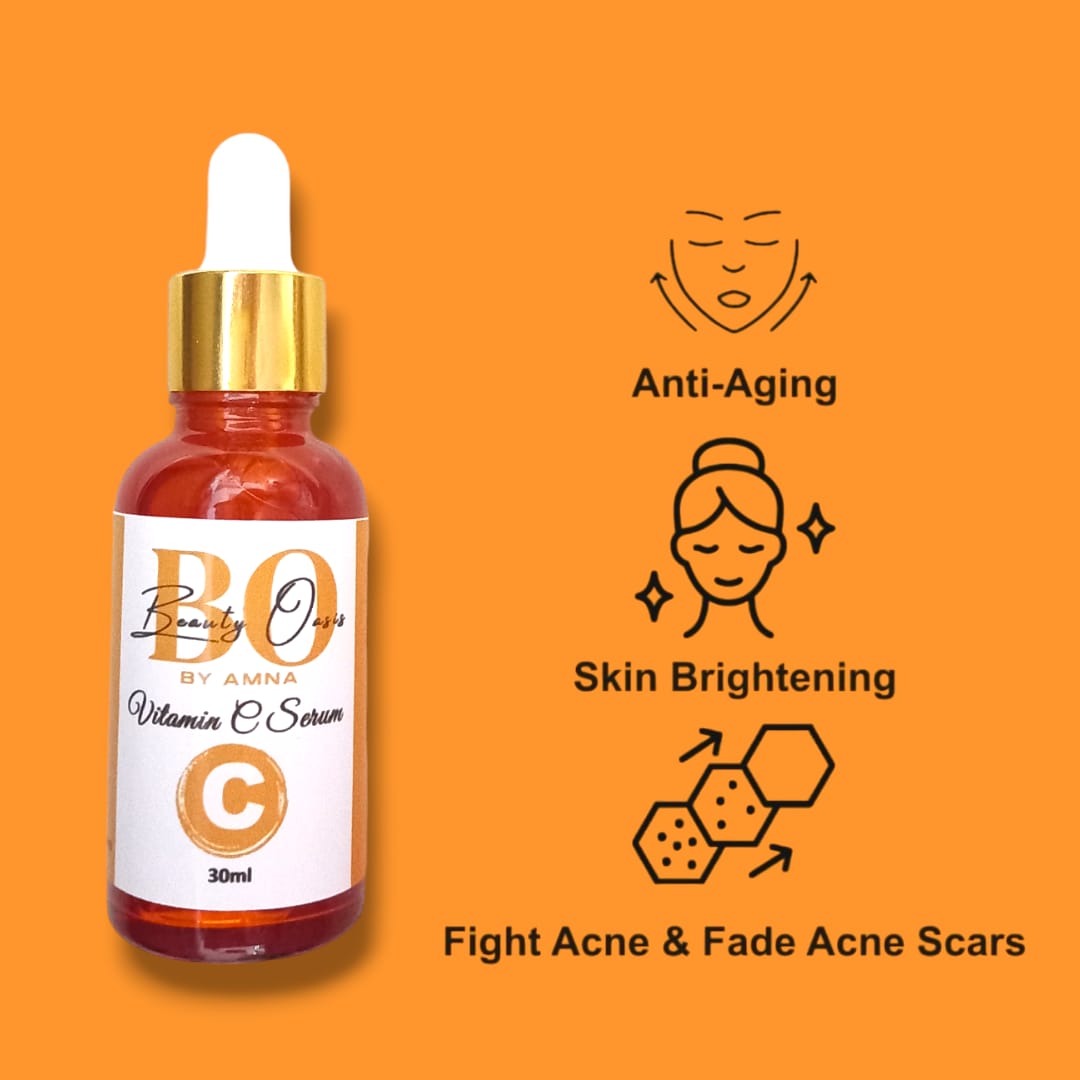 BO
Beauty Oasis
BY AMNA
Vitamin C Serum
C
30ml
Anti-Aging
Skin Brightening
Fight Acne & Fade Acne Scars